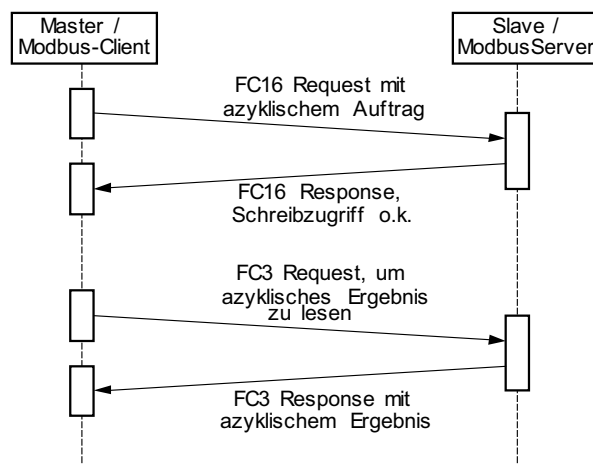 Master /
Modbus-Client
Slave /
ModbusServer
FC16 Request mit
azyklischem Auftrag
FC16 Response,
Schreibzugriff o.k.
FC3 Request, um
azyklisches Ergebnis
zu lesen
FC3 Response mit
azyklischem Ergebnis